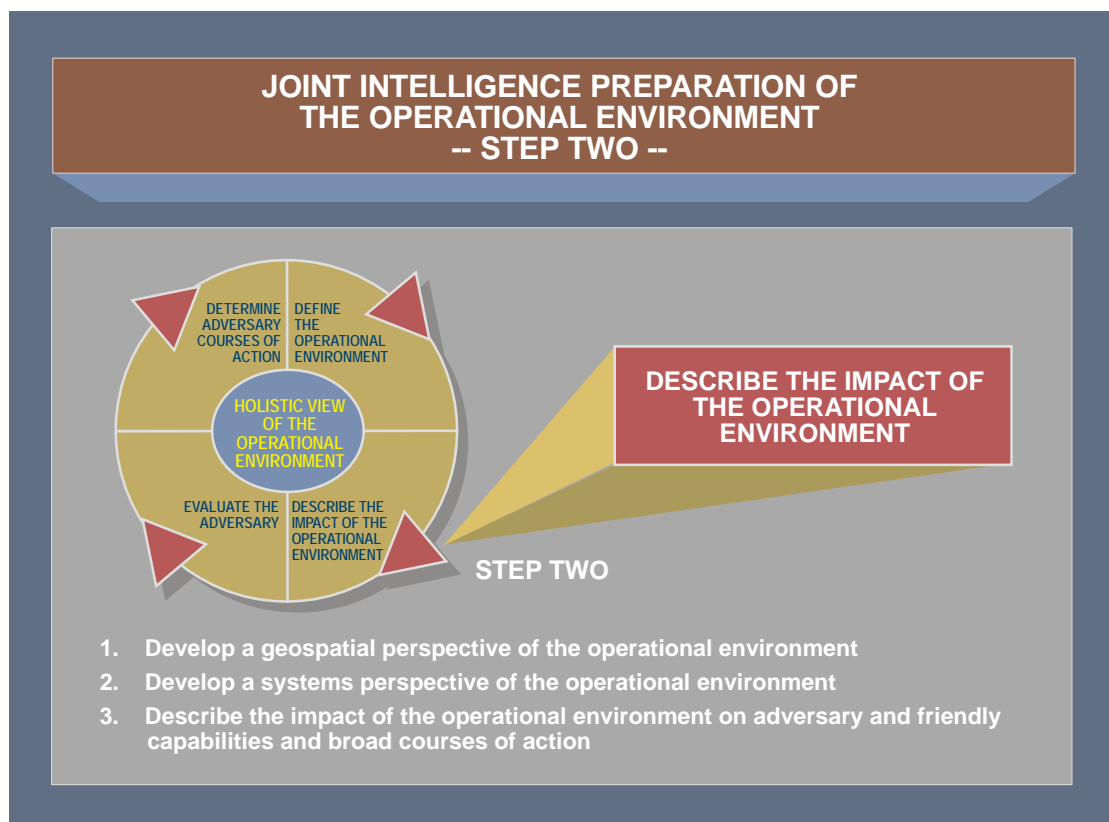 JOINT INTELLIGENCE PREPARATION OF
THE OPERATIONAL ENVIRONMENT
-- STEP TWO --
DETERMINE
ADVERSARY
COURSES OF
ACTION
DEFINE
THE
OPERATIONAL
ENVIRONMENT
HOLISTIC VIEW
OF THE
OPERATIONAL
ENVIRONMENT
EVALUATE THE
ADVERSARY
DESCRIBE THE
IMPACT OF THE
OPERATIONAL
ENVIRONMENT
DESCRIBE THE IMPACT OF
THE OPERATIONAL
ENVIRONMENT
STEP TWO
1. Develop a geospatial perspective of the operational environment
2. Develop a systems perspective of the operational environment
3. Describe the impact of the operational environment on adversary and friendly
capabilities and broad courses of action